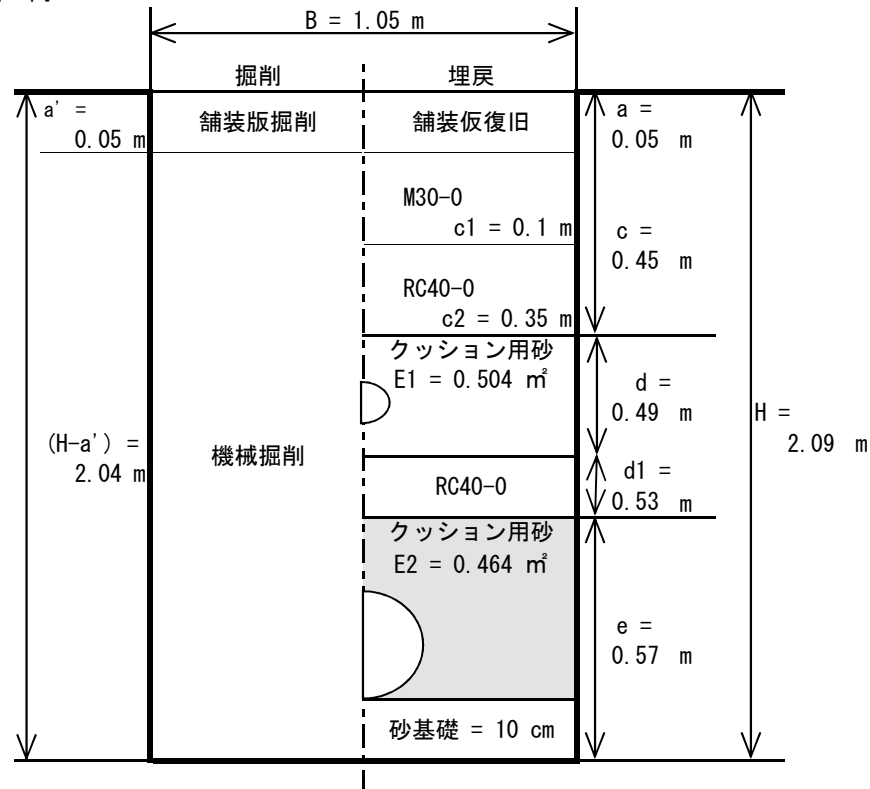 B = 1.05 m
掘削
埋戻
a' =
0.05 m
舗装版掘削
舗装仮復旧
a =
0.05 m
M30-0
c1 = 0.1 m
c =
0.45 m
RC40-0
c2 = 0.35 m
クッション用砂
E1 = 0.504 ㎡
d =
0.49 m
H =
2.09 m
(H-a') =
2.04 m
機械掘削
RC40-0
d1 =
0.53 m
クッション用砂
E2 = 0.464 ㎡
e =
0.57 m
砂基礎 = 10 cm